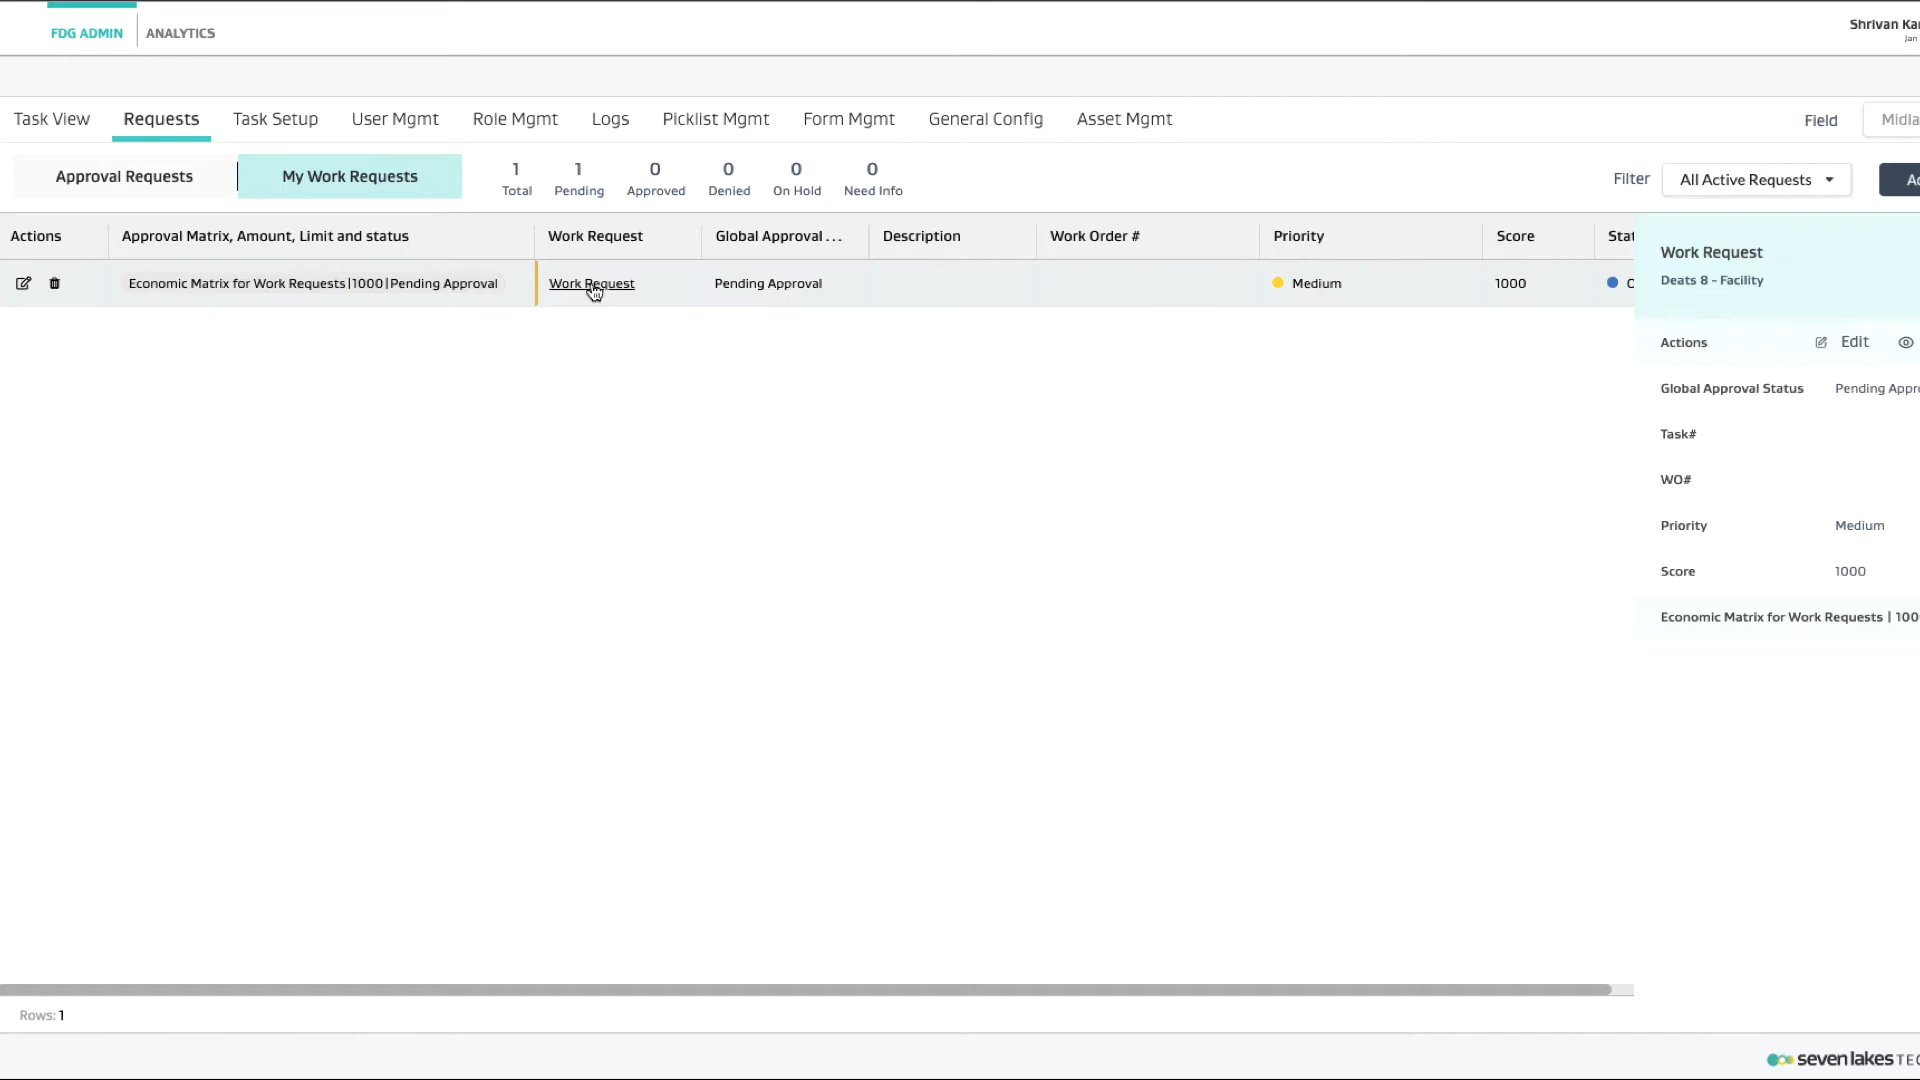 FDG ADMIN ANALYTICS
Shrivan Ka
Jan
Task View Requests Task Setup User Mgmt Role Mgmt Logs Picklist Mgmt Form Mgmt General Config Asset Mgmt Field Midla
Approval Requests My Work Requests
1 1 0 0 0 0
Total Pending Approved Denied On Hold Need Info
Filter All Active Requests
Actions Approval Matrix, Amount, Limit and status Work Request Global Approval ... Description Work Order # Priority Score Stat
Economic Matrix for Work Requests|1000|Pending Approval Work Request Pending Approval Medium 1000
Work Request
Deats 8 - Facility
Actions Edit
Global Approval Status Pending Appro
Task#
WO#
Priority Medium
Score 1000
Economic Matrix for Work Requests | 100
Rows: 1
sevenlakes TEC